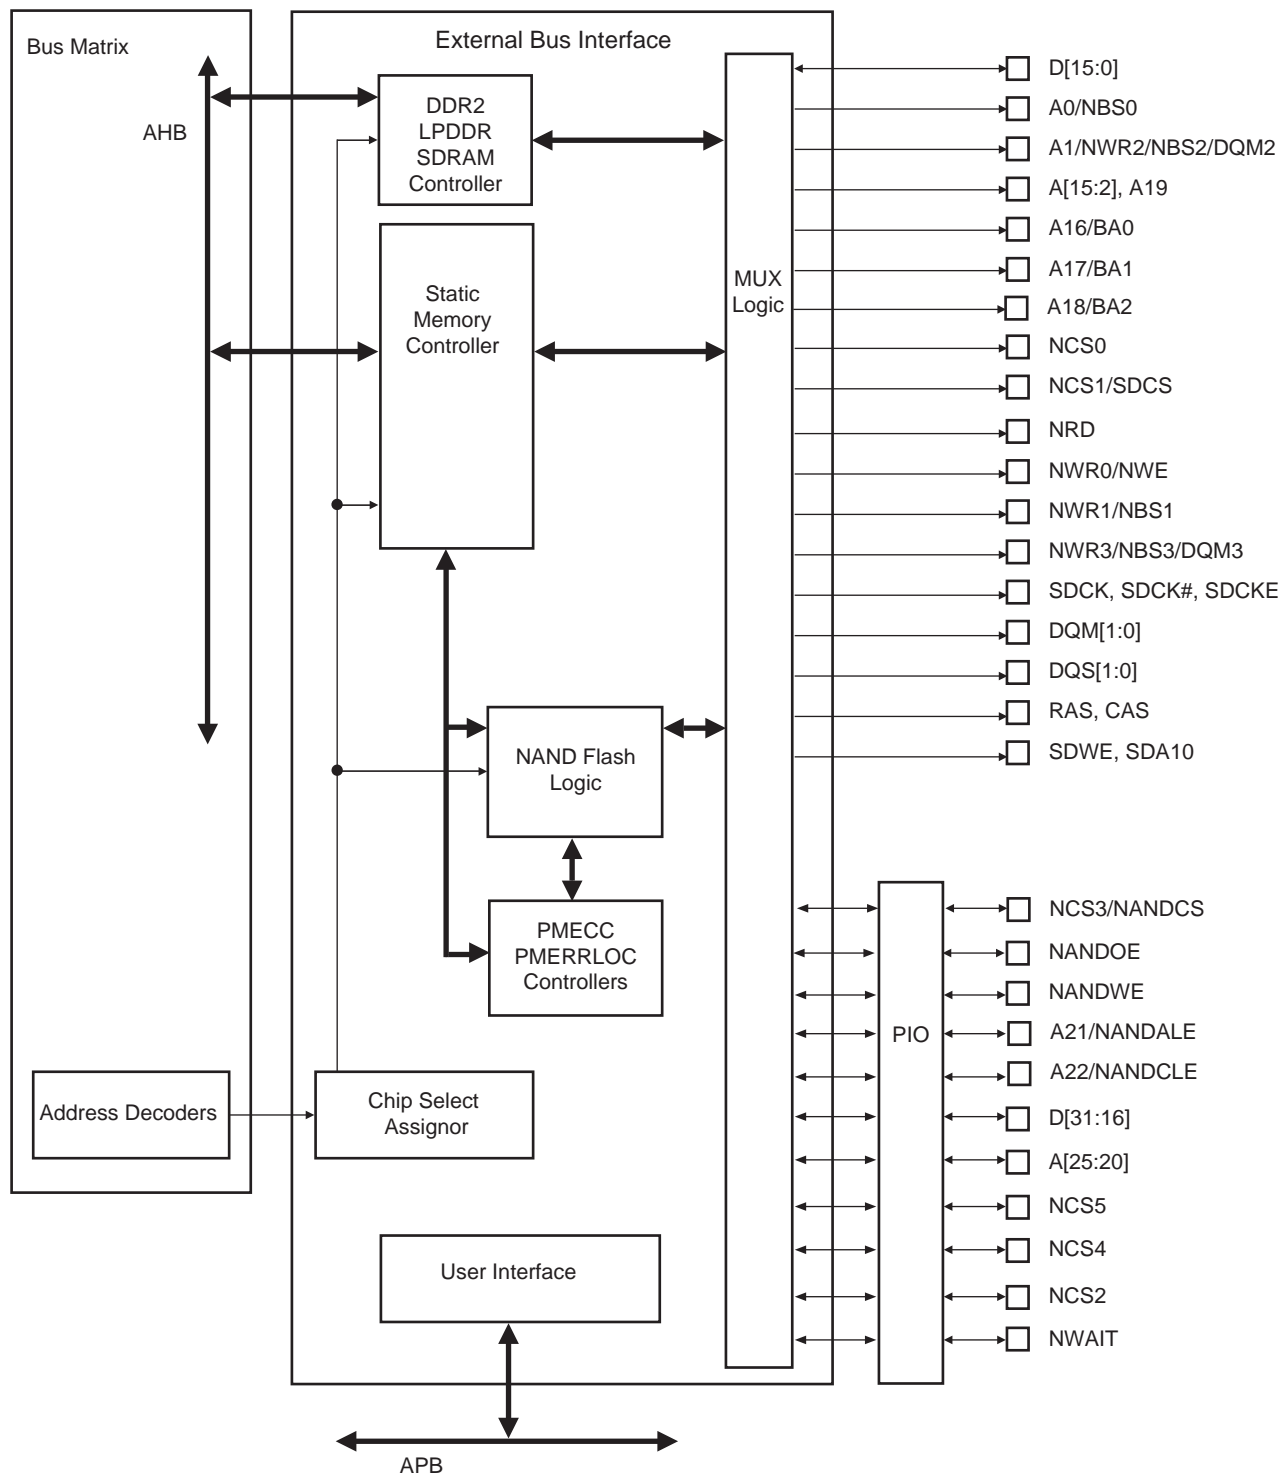 Bus Matrix
AHB
Address Decoders
External Bus Interface
DDR2
LPDDR
SDRAM
Controller
Static
Memory
Controller
NAND Flash
Logic
PMECC
PMERRLOC
Controllers
Chip Select
Assignor
User Interface
APB
MUX
Logic
PIO
D[15:0]
A0/NBS0
A1/NWR2/NBS2/DQM2
A[15:2], A19
A16/BA0
A17/BA1
A18/BA2
NCS0
NCS1/SDCS
NRD
NWR0/NWE
NWR1/NBS1
NWR3/NBS3/DQM3
SDCK, SDCK#, SDCKE
DQM[1:0]
DQS[1:0]
RAS, CAS
SDWE, SDA10
NCS3/NANDCS
NANDOE
NANDWE
A21/NANDALE
A22/NANDCLE
D[31:16]
A[25:20]
NCS5
NCS4
NCS2
NWAIT